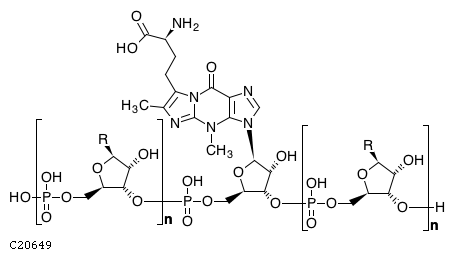 O NH2
HO
O
H3C N N
N N N
CH3
R OH R
OH O OH O OH O OH OH
HO P O O P O O P O O H
O n O O n
C20649